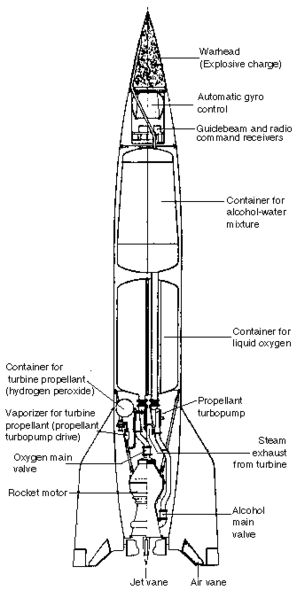 Warhead
(Explosive charge)
Automatic gyro
control
Guidebeam and radio
command receivers
Container for
alcohol-water
mixture
Container for
liquid oxygen
Container for
turbine propellant
(hydrogen peroxide)
Propellant
turbopump
Vaporizer for turbine
propellant (propellant
turbopump drive)
Steam
exhaust
from turbine
Oxygen main
valve
Rocket motor
Alcohol
main
valve
Jet vane
Air vane